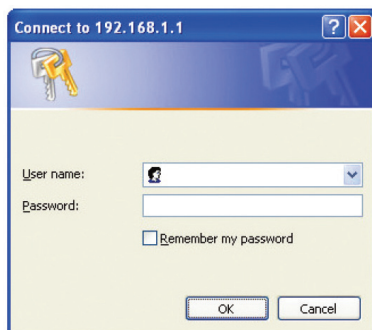 Connect to 192.168.1.1
User name:
Password:
Remember my password
OK
Cancel